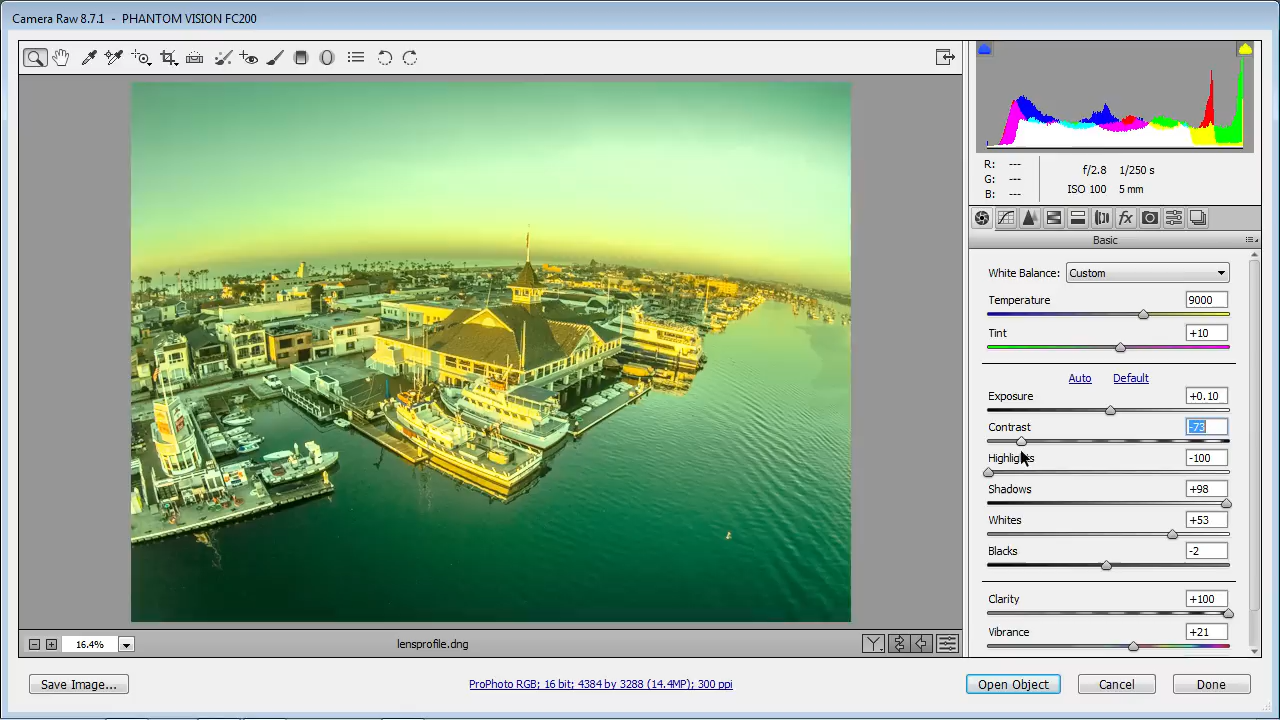 Camera Raw 8.7.1 - PHANTOM VISION FC200
R: ---
G: ---
B: ---
f/2.8 1/250 s
ISO 100 5 mm
fx
Basic
White Balance: Custom
Temperature 9000
Tint +10
Auto Default
Exposure +0.10
Contrast -73
Highlights -100
Shadows +98
Whites +53
Blacks -2
Clarity +100
Vibrance +21
16.4% lensprofile.dng
Save Image... ProPhoto RGB; 16 bit; 4384 by 3288 (14.4MP); 300 ppi Open Object Cancel Done